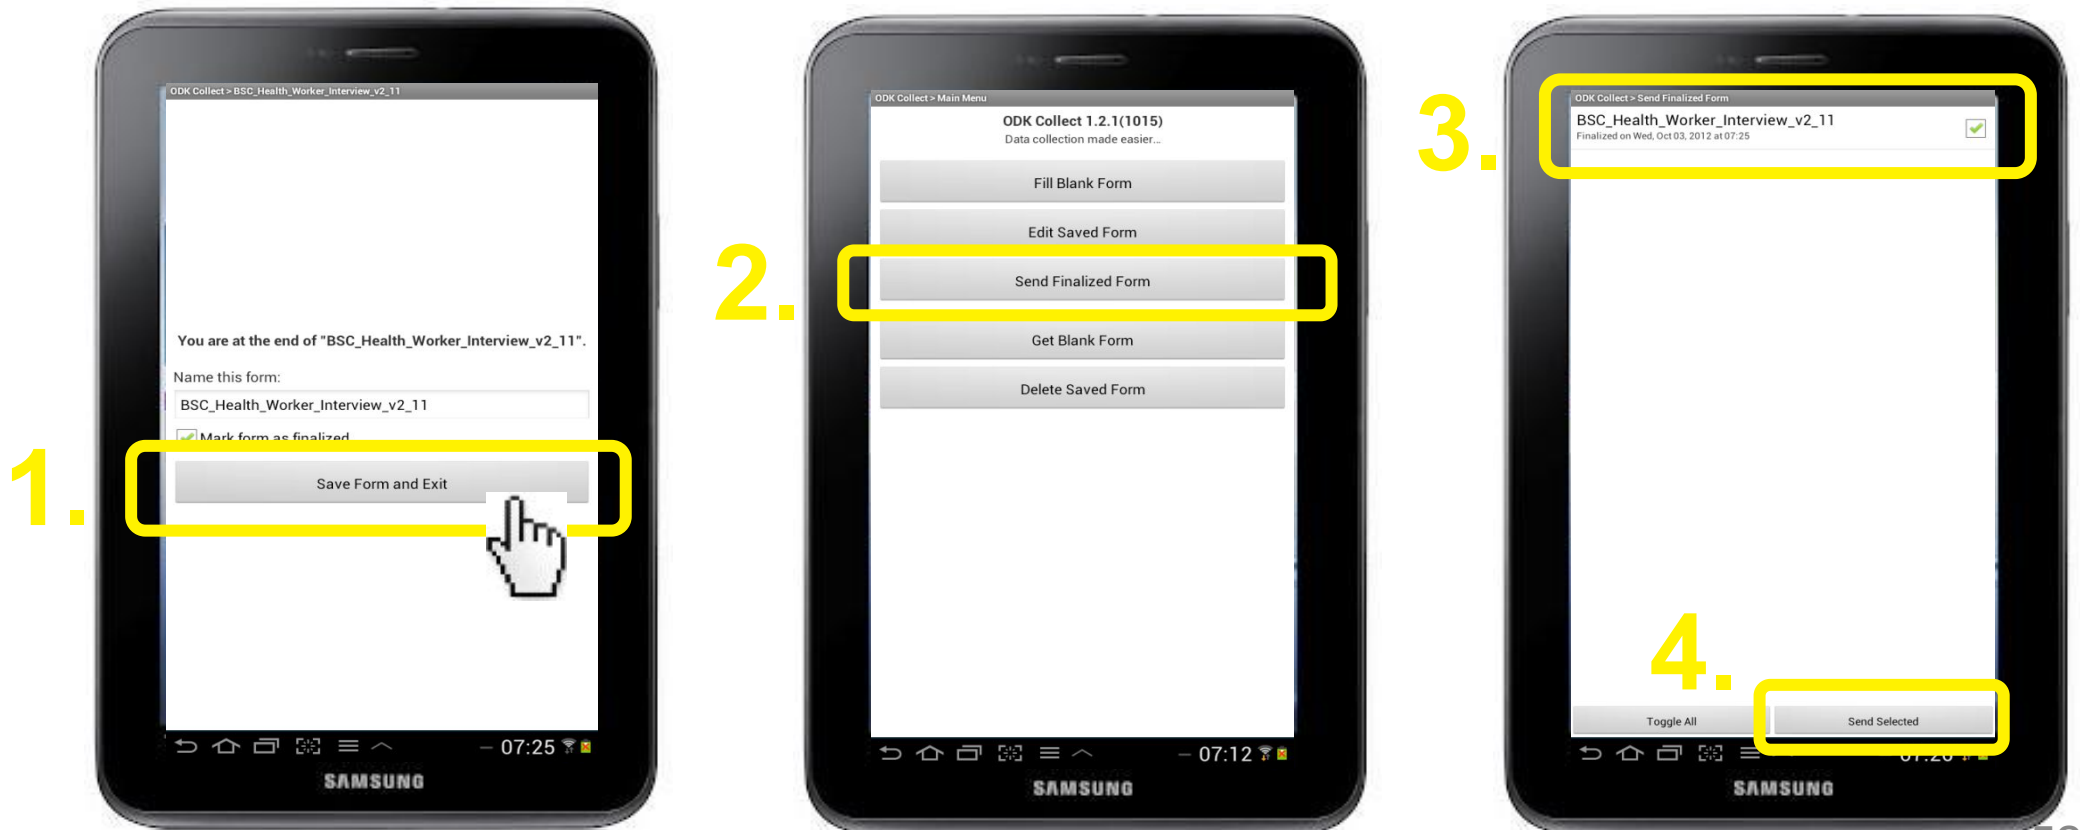 1.
ODK Collect > BSC_Health_Worker_Interview_v2_11
You are at the end of "BSC_Health_Worker_Interview_v2_11".
Name this form:
BSC_Health_Worker_Interview_v2_11
Mark form as finalized
Save Form and Exit
07:25
SAMSUNG
2.
ODK Collect > Main Menu
ODK Collect 1.2.1(1015)
Data collection made easier...
Fill Blank Form
Edit Saved Form
Send Finalized Form
Get Blank Form
Delete Saved Form
07:12
SAMSUNG
3.
ODK Collect > Send Finalized Form
BSC_Health_Worker_Interview_v2_11
Finalized on Wed, Oct 03, 2012 at 07:25
4.
Toggle All
Send Selected
SAMSUNG